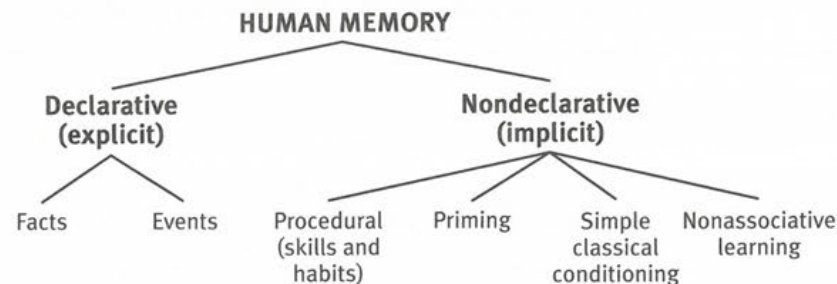 HUMAN MEMORY
Declarative
(explicit)
Nondeclarative
(implicit)
Facts
Events
Procedural
(skills and
habits)
Priming
Simple
classical
conditioning
Nonassociative
learning